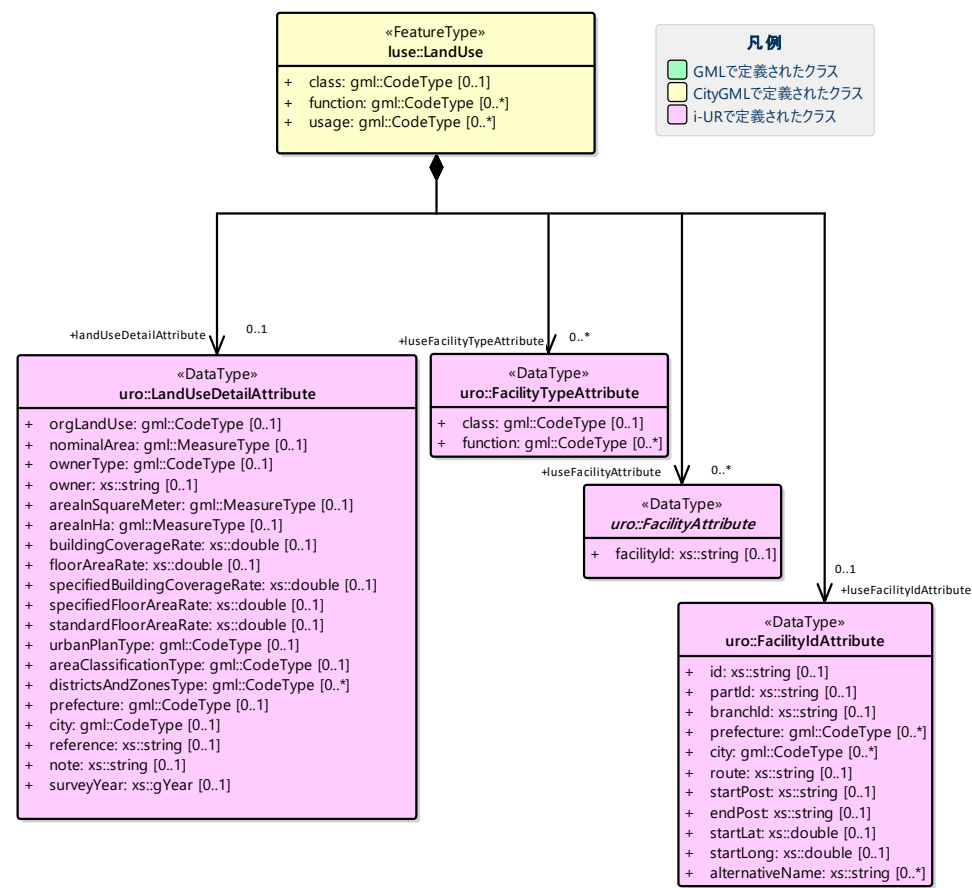 «FeatureType»
luse::LandUse
+ class: gml::CodeType [0..1]
+ function: gml::CodeType [0..*]
+ usage: gml::CodeType [0..*]
凡例
GMLで定義されたクラス
CityGMLで定義されたクラス
i-URで定義されたクラス
+landUseDetailAttribute 0..1
«DataType»
uro::LandUseDetailAttribute
+ orgLandUse: gml::CodeType [0..1]
+ nominalArea: gml::MeasureType [0..1]
+ ownerType: gml::CodeType [0..1]
+ owner: xs::string [0..1]
+ areaInSquareMeter: gml::MeasureType [0..1]
+ areaInHa: gml::MeasureType [0..1]
+ buildingCoverageRate: xs::double [0..1]
+ floorAreaRate: xs::double [0..1]
+ specifiedBuildingCoverageRate: xs::double [0..1]
+ specifiedFloorAreaRate: xs::double [0..1]
+ standardFloorAreaRate: xs::double [0..1]
+ urbanPlanType: gml::CodeType [0..1]
+ areaClassificationType: gml::CodeType [0..1]
+ districtsAndZonesType: gml::CodeType [0..*]
+ prefecture: gml::CodeType [0..1]
+ city: gml::CodeType [0..1]
+ reference: xs::string [0..1]
+ note: xs::string [0..1]
+ surveyYear: xs::gYear [0..1]
+luseFacilityTypeAttribute 0..*
«DataType»
uro::FacilityTypeAttribute
+ class: gml::CodeType [0..1]
+ function: gml::CodeType [0..*]
+luseFacilityAttribute 0..*
«DataType»
uro::FacilityAttribute
+ facilityId: xs::string [0..1]
0..1
+luseFacilityIdAttribute
«DataType»
uro::FacilityIdAttribute
+ id: xs::string [0..1]
+ partId: xs::string [0..1]
+ branchId: xs::string [0..1]
+ prefecture: gml::CodeType [0..*]
+ city: gml::CodeType [0..*]
+ route: xs::string [0..1]
+ startPost: xs::string [0..1]
+ endPost: xs::string [0..1]
+ startLat: xs::double [0..1]
+ startLong: xs::double [0..1]
+ alternativeName: xs::string [0..*]